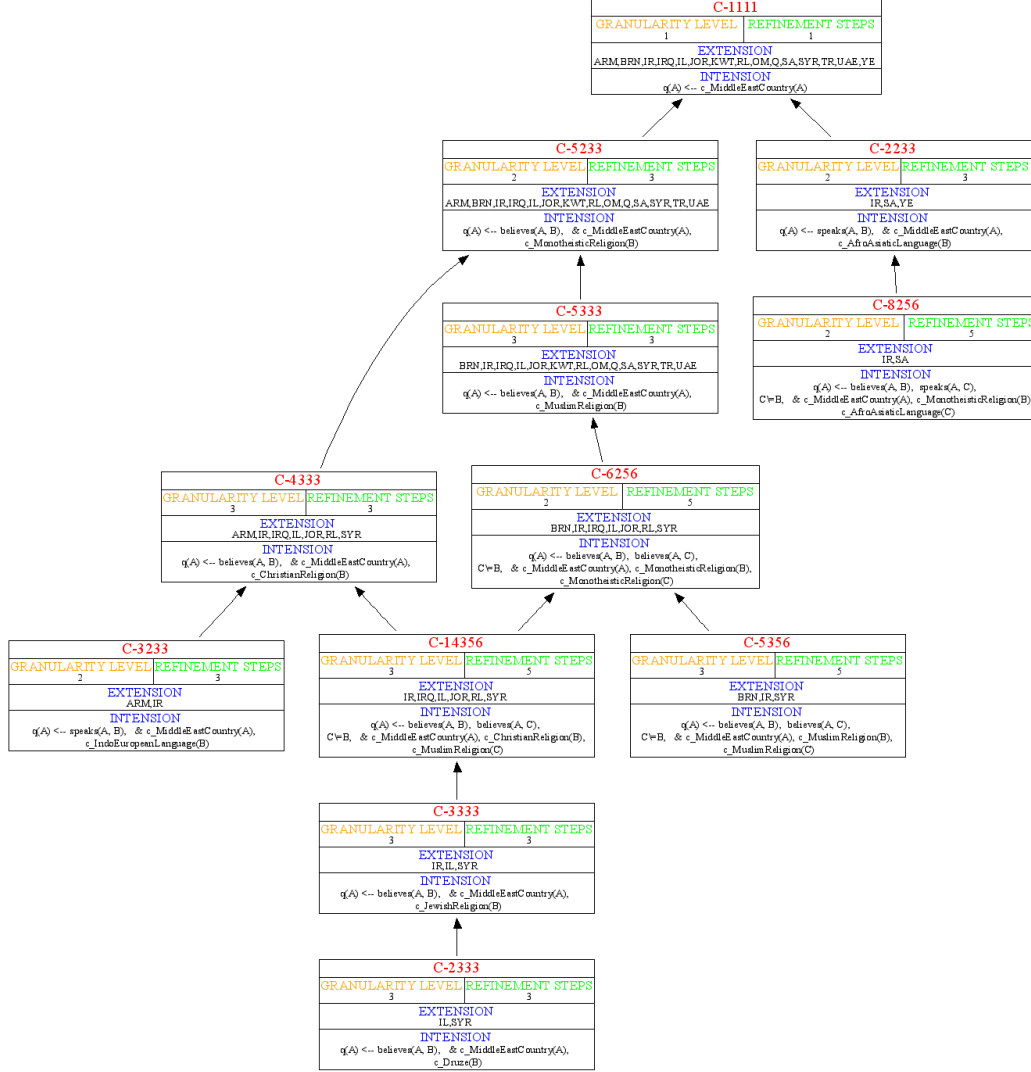 C-1111
GRANULARITY LEVEL REFINEMENT STEPS
1 1
EXTENSION
ARM,BRN,IR,IRQ,IL,JOR,KWT,RL,OM,Q,SA,SYR,TR,UAE,YE
INTENSION
q(A) <-- c_MiddleEastCountry(A)
C-5233
GRANULARITY LEVEL REFINEMENT STEPS
2 3
EXTENSION
ARM,BRN,IR,IRQ,IL,JOR,KWT,RL,OM,Q,SA,SYR,TR,UAE
INTENSION
q(A) <-- believes(A, B), & c_MiddleEastCountry(A),
c_MonotheisticReligion(B)
C-2233
GRANULARITY LEVEL REFINEMENT STEPS
2 3
EXTENSION
IR,SA,YE
INTENSION
q(A) <-- speaks(A, B), & c_MiddleEastCountry(A),
c_AfroAsiaticLanguage(B)
C-5333
GRANULARITY LEVEL REFINEMENT STEPS
3 3
EXTENSION
BRN,IR,IRQ,IL,JOR,KWT,RL,OM,Q,SA,SYR,TR,UAE
INTENSION
q(A) <-- believes(A, B), & c_MiddleEastCountry(A),
c_MuslimReligion(B)
C-8256
GRANULARITY LEVEL REFINEMENT STEPS
2 5
EXTENSION
IR,SA
INTENSION
q(A) <-- believes(A, B), speaks(A, C),
C\=B, & c_MiddleEastCountry(A), c_MonotheisticReligion(B)
c_AfroAsiaticLanguage(C)
C-4333
GRANULARITY LEVEL REFINEMENT STEPS
3 3
EXTENSION
ARM,IR,IRQ,IL,JOR,RL,SYR
INTENSION
q(A) <-- believes(A, B), & c_MiddleEastCountry(A),
c_ChristianReligion(B)
C-6256
GRANULARITY LEVEL REFINEMENT STEPS
2 5
EXTENSION
BRN,IR,IRQ,IL,JOR,RL,SYR
INTENSION
q(A) <-- believes(A, B), believes(A, C),
C\=B, & c_MiddleEastCountry(A), c_MonotheisticReligion(B),
c_MonotheisticReligion(C)
C-3233
GRANULARITY LEVEL REFINEMENT STEPS
2 3
EXTENSION
ARM,IR
INTENSION
q(A) <-- speaks(A, B), & c_MiddleEastCountry(A),
c_IndoEuropeanLanguage(B)
C-14356
GRANULARITY LEVEL REFINEMENT STEPS
3 5
EXTENSION
IR,IRQ,IL,JOR,RL,SYR
INTENSION
q(A) <-- believes(A, B), believes(A, C),
C\=B, & c_MiddleEastCountry(A), c_ChristianReligion(B),
c_MuslimReligion(C)
C-5356
GRANULARITY LEVEL REFINEMENT STEPS
3 5
EXTENSION
BRN,IR,SYR
INTENSION
q(A) <-- believes(A, B), believes(A, C),
C\=B, & c_MiddleEastCountry(A), c_MuslimReligion(B),
c_MuslimReligion(C)
C-3333
GRANULARITY LEVEL REFINEMENT STEPS
3 3
EXTENSION
IR,IL,SYR
INTENSION
q(A) <-- believes(A, B), & c_MiddleEastCountry(A),
c_JewishReligion(B)
C-2333
GRANULARITY LEVEL REFINEMENT STEPS
3 3
EXTENSION
IL,SYR
INTENSION
q(A) <-- believes(A, B), & c_MiddleEastCountry(A),
c_Druze(B)